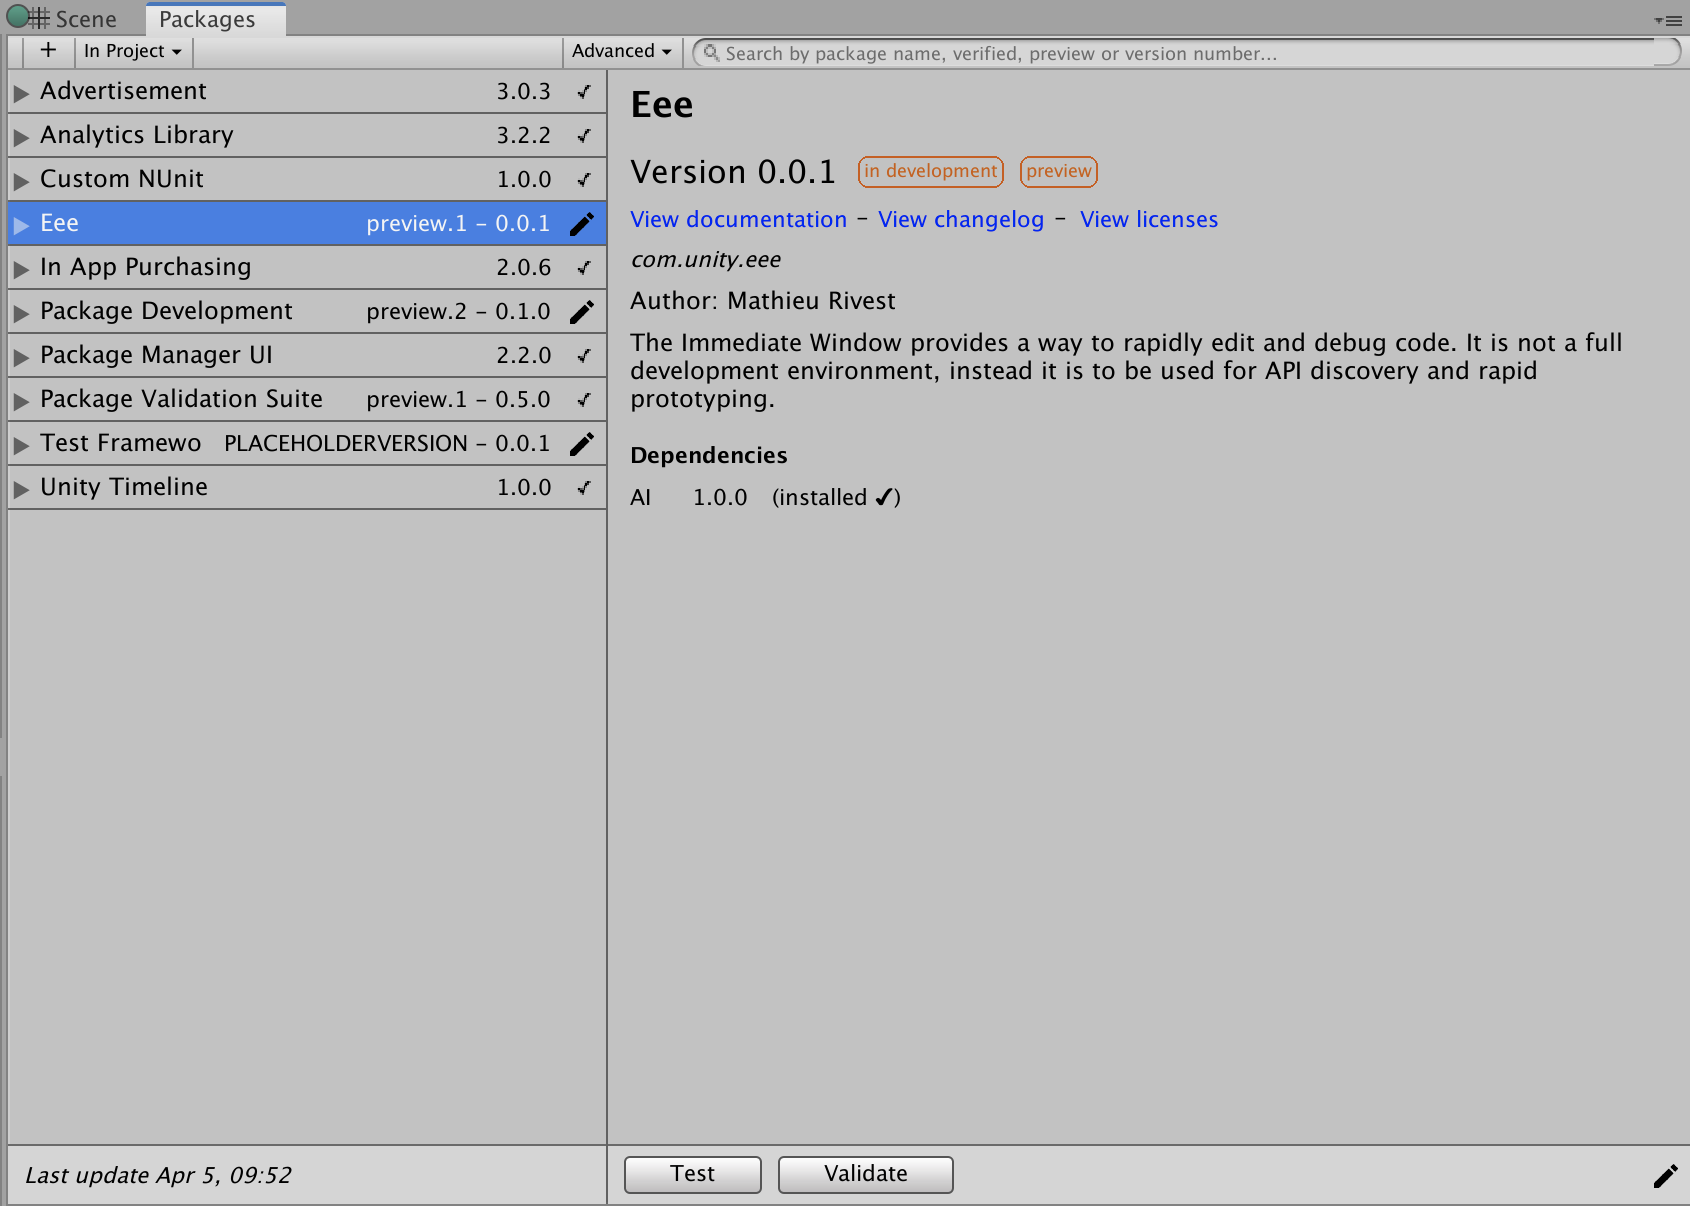 Scene Packages
+ In Project Advanced Search by package name, verified, preview or version number...
Advertisement 3.0.3 ✓
Analytics Library 3.2.2 ✓
Custom NUnit 1.0.0 ✓
Eee preview.1 – 0.0.1
In App Purchasing 2.0.6 ✓
Package Development preview.2 – 0.1.0
Package Manager UI 2.2.0 ✓
Package Validation Suite preview.1 – 0.5.0 ✓
Test Framewo PLACEHOLDERVERSION – 0.0.1
Unity Timeline 1.0.0 ✓
Last update Apr 5, 09:52
Eee
Version 0.0.1 in development preview
View documentation – View changelog – View licenses
com.unity.eee
Author: Mathieu Rivest
The Immediate Window provides a way to rapidly edit and debug code. It is not a full
development environment, instead it is to be used for API discovery and rapid
prototyping.
Dependencies
AI 1.0.0 (installed ✔)
Test Validate